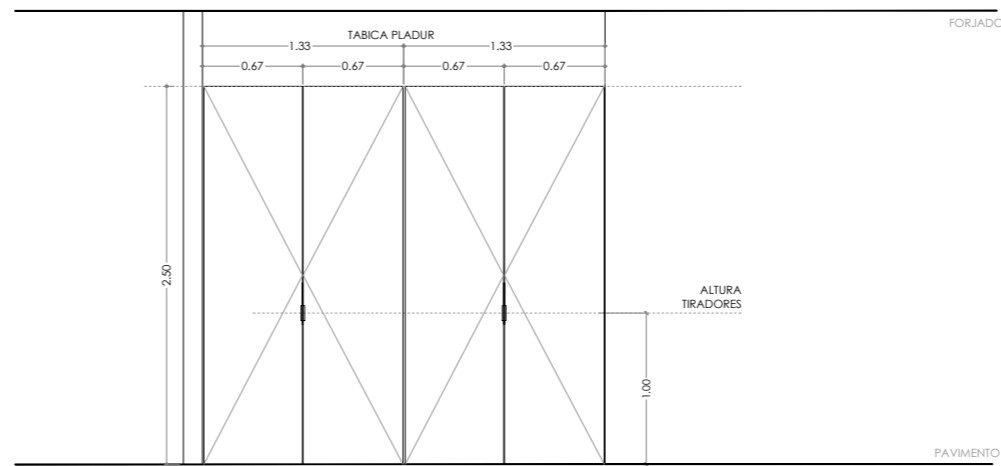 FORJADO
TABICA PLADUR
1.33
1.33
0.67
0.67
0.67
0.67
2.50
ALTURA
TIRADORES
1.00
PAVIMENTO